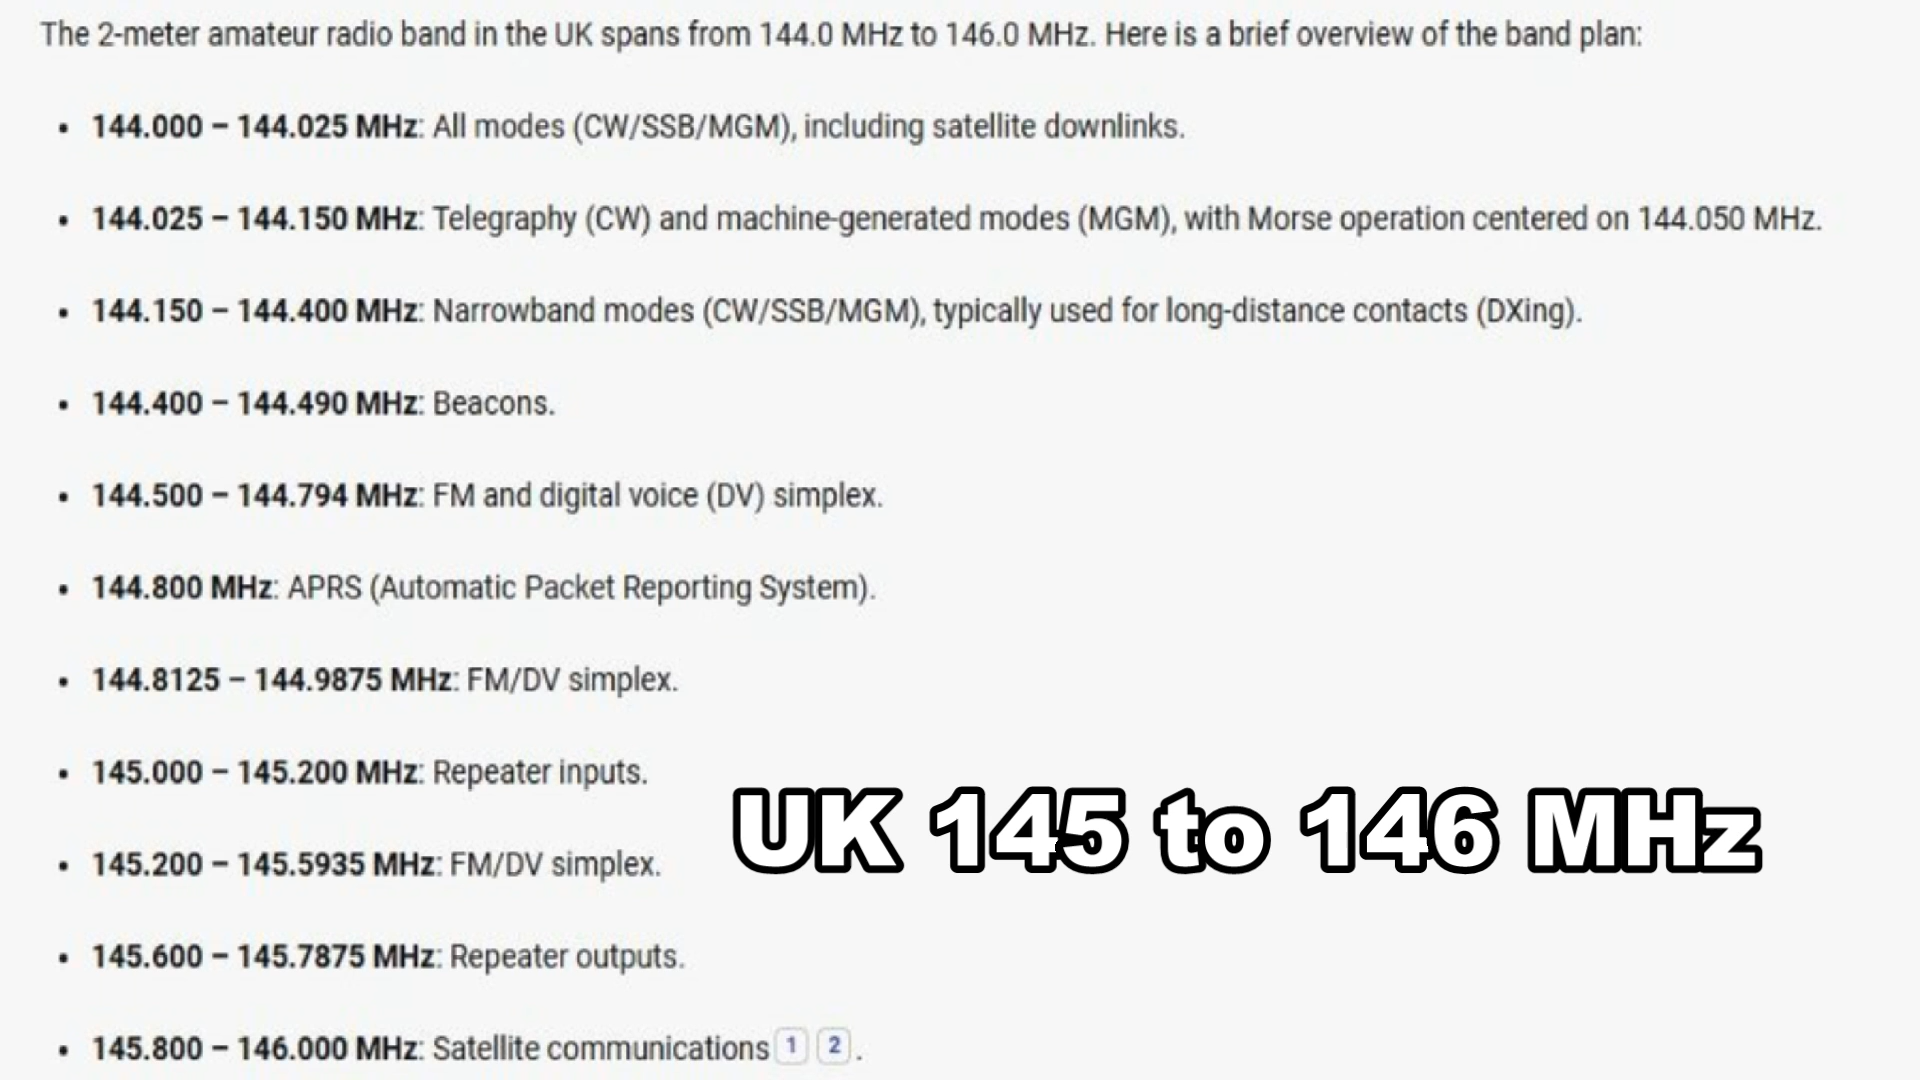 The 2-meter amateur radio band in the UK spans from 144.0 MHz to 146.0 MHz. Here is a brief overview of the band plan:
• 144.000 – 144.025 MHz: All modes (CW/SSB/MGM), including satellite downlinks.
• 144.025 – 144.150 MHz: Telegraphy (CW) and machine-generated modes (MGM), with Morse operation centered on 144.050 MHz.
• 144.150 – 144.400 MHz: Narrowband modes (CW/SSB/MGM), typically used for long-distance contacts (DXing).
• 144.400 – 144.490 MHz: Beacons.
• 144.500 – 144.794 MHz: FM and digital voice (DV) simplex.
• 144.800 MHz: APRS (Automatic Packet Reporting System).
• 144.8125 – 144.9875 MHz: FM/DV simplex.
• 145.000 – 145.200 MHz: Repeater inputs.
UK 145 to 146 MHz
• 145.200 – 145.5935 MHz: FM/DV simplex.
• 145.600 – 145.7875 MHz: Repeater outputs.
• 145.800 – 146.000 MHz: Satellite communications 1 2 .